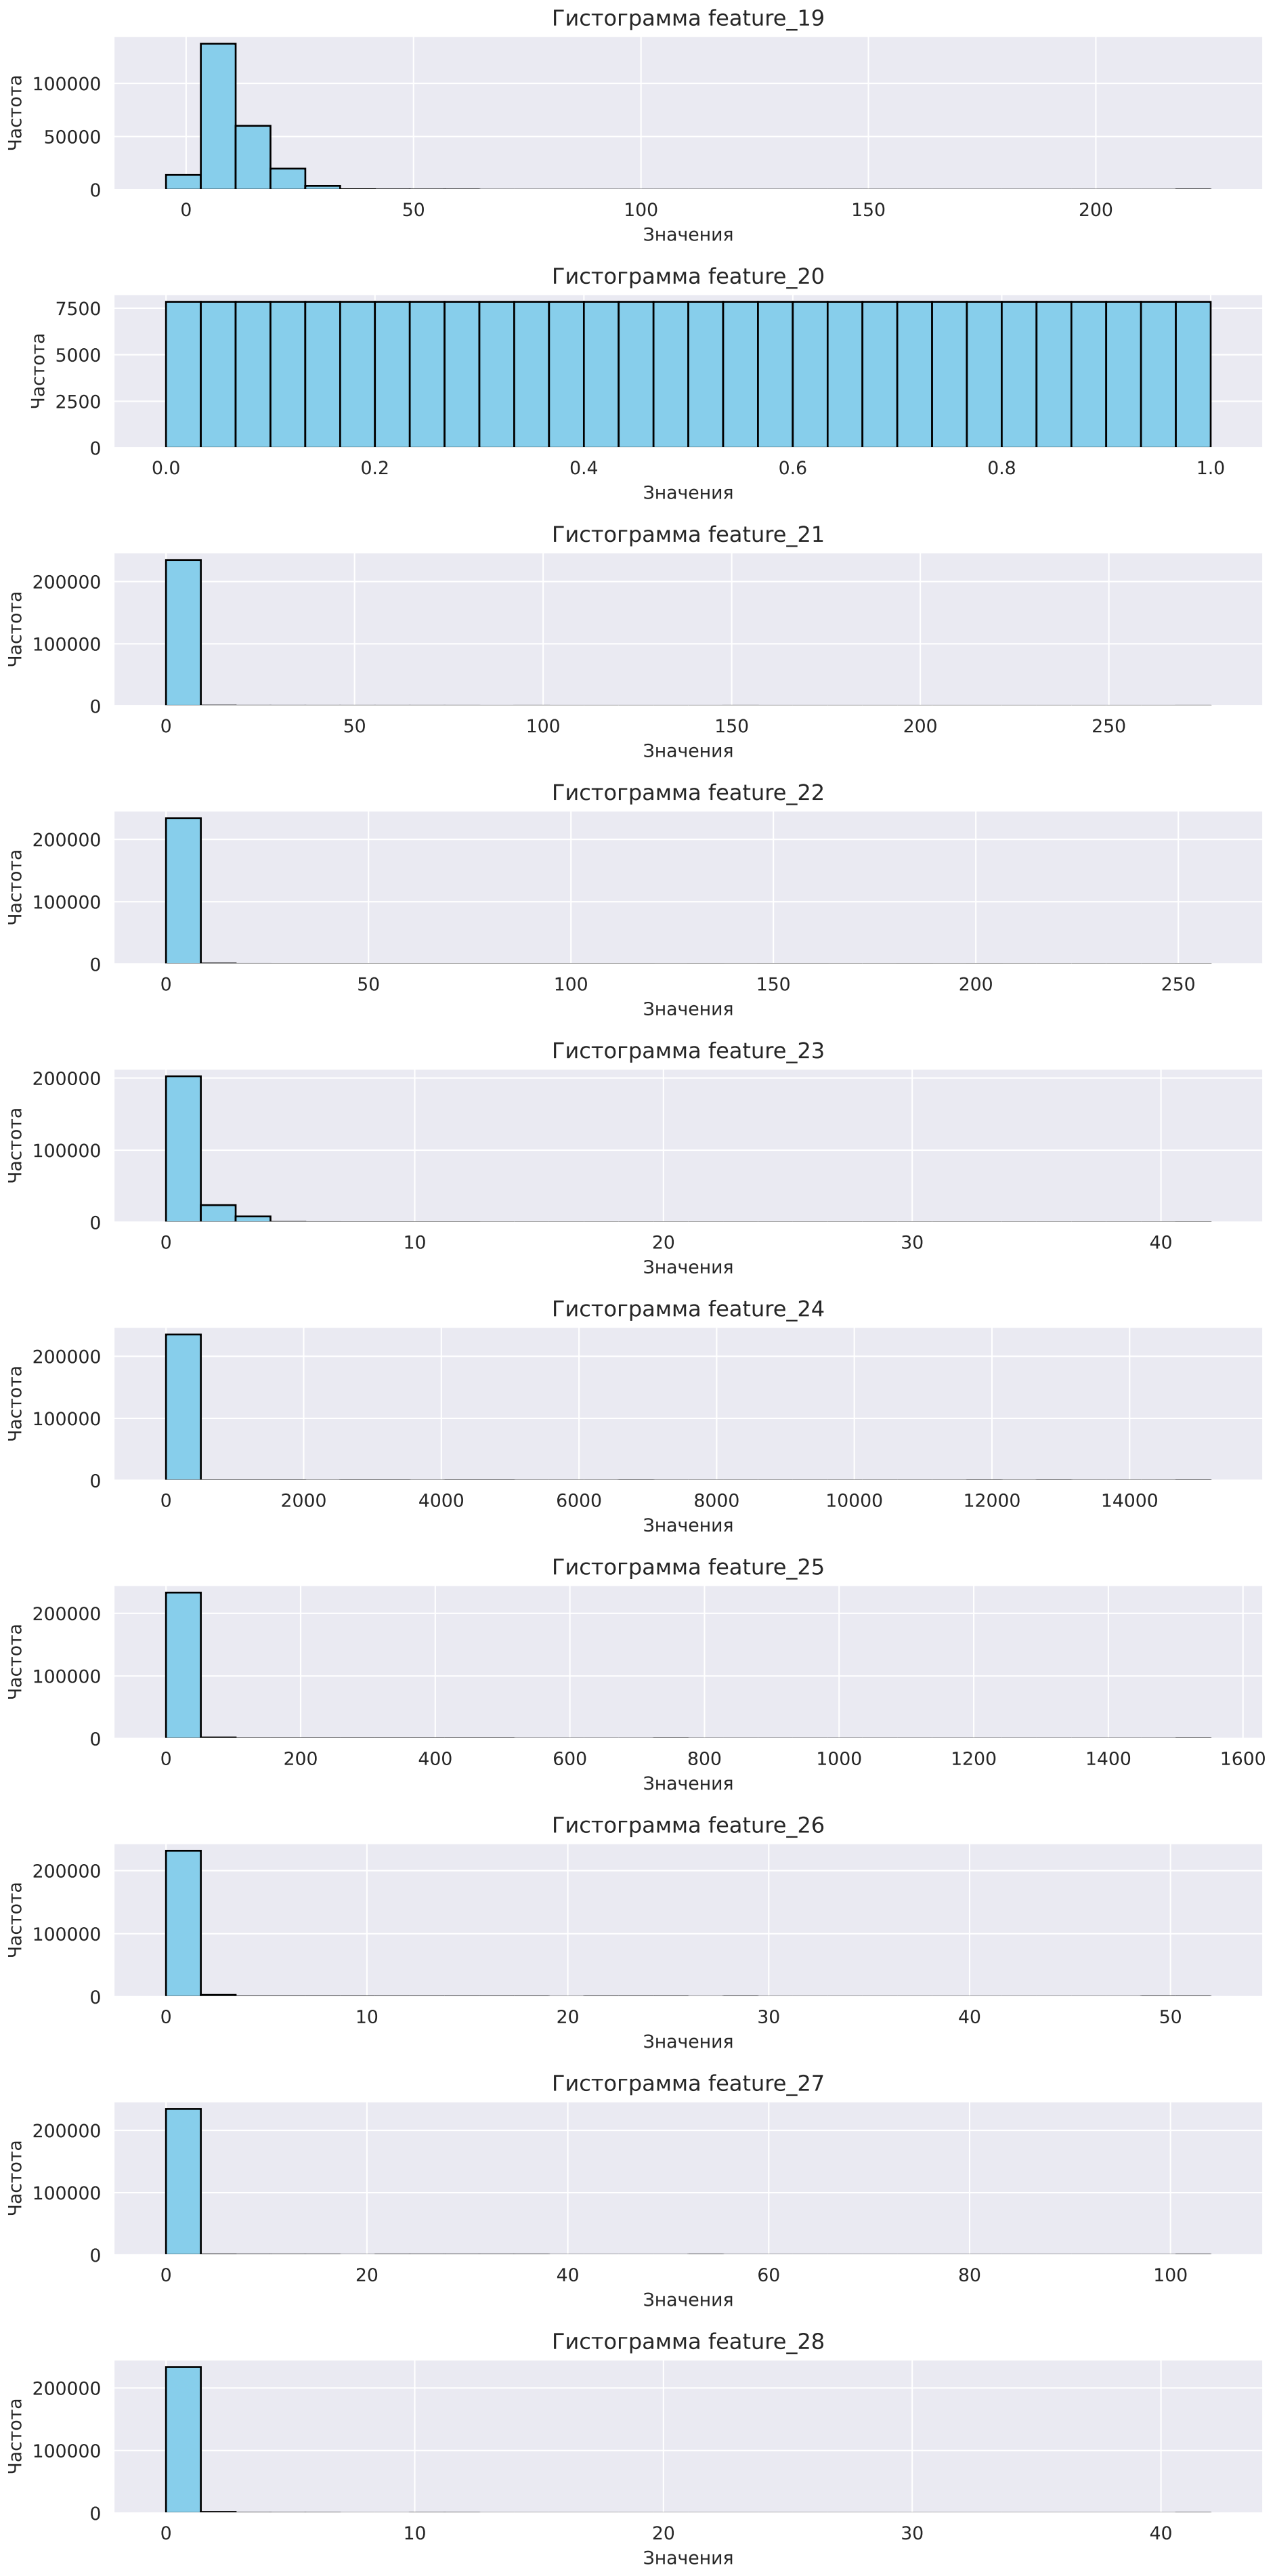 Гистограмма feature_19
Частота
100000
50000
0
0 50 100 150 200
Значения
Гистограмма feature_20
Частота
7500
5000
2500
0
0.0 0.2 0.4 0.6 0.8 1.0
Значения
Гистограмма feature_21
Частота
200000
100000
0
0 50 100 150 200 250
Значения
Гистограмма feature_22
Частота
200000
100000
0
0 50 100 150 200 250
Значения
Гистограмма feature_23
Частота
200000
100000
0
0 10 20 30 40
Значения
Гистограмма feature_24
Частота
200000
100000
0
0 2000 4000 6000 8000 10000 12000 14000
Значения
Гистограмма feature_25
Частота
200000
100000
0
0 200 400 600 800 1000 1200 1400 1600
Значения
Гистограмма feature_26
Частота
200000
100000
0
0 10 20 30 40 50
Значения
Гистограмма feature_27
Частота
200000
100000
0
0 20 40 60 80 100
Значения
Гистограмма feature_28
Частота
200000
100000
0
0 10 20 30 40
Значения